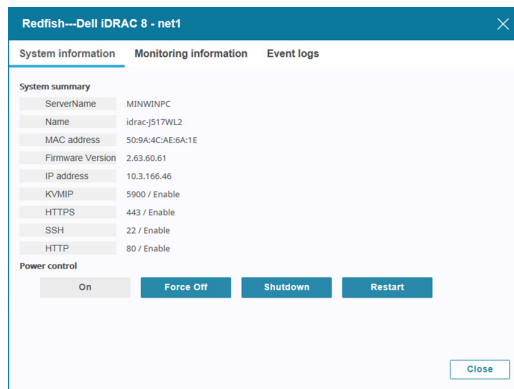 Redfish---Dell iDRAC 8 - net1
System information Monitoring information Event logs
System summary
ServerName MINWINPC
Name idrac-J517WL2
MAC address 50:9A:4C:AE:6A:1E
Firmware Version 2.63.60.61
IP address 10.3.166.46
KVMIP 5900 / Enable
HTTPS 443 / Enable
SSH 22 / Enable
HTTP 80 / Enable
Power control
On Force Off Shutdown Restart
Close